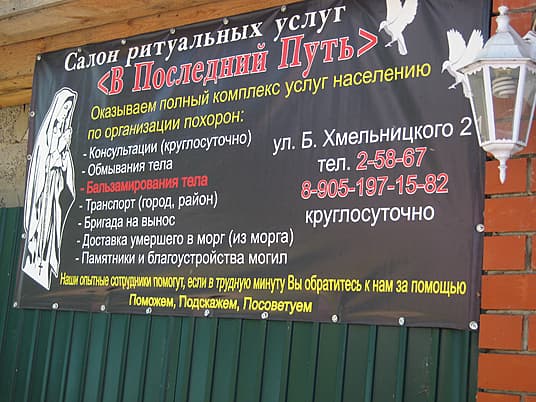 Салон ритуальных услуг
<В Последний Путь>
Оказываем полный комплекс услуг населению
по организации похорон:
- Консультации (круглосуточно)
- Обмывания тела
- Бальзамирования тела
- Транспорт (город, район)
- Бригада на вынос
- Доставка умершего в морг (из морга)
- Памятники и благоустройства могил
ул. Б. Хмельницкого 2
тел. 2-58-67
8-905-197-15-82
круглосуточно
Наши опытные сотрудники помогут, если в трудную минуту Вы обратитесь к нам за помощью
Поможем, Подскажем, Посоветуем